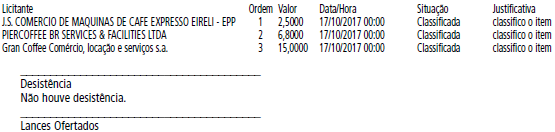 Licitante Ordem Valor Data/Hora Situação Justificativa
J.S. COMERCIO DE MAQUINAS DE CAFE EXPRESSO EIRELI - EPP 1 2,5000 17/10/2017 00:00 Classificada classifico o item
PIERCOFFEE BR SERVICES & FACILITIES LTDA 2 6,8000 17/10/2017 00:00 Classificada classifico o item
Gran Coffee Comércio, locação e serviços s.a. 3 15,0000 17/10/2017 00:00 Classificada classifico o item
Desistência
Não houve desistência.
Lances Ofertados